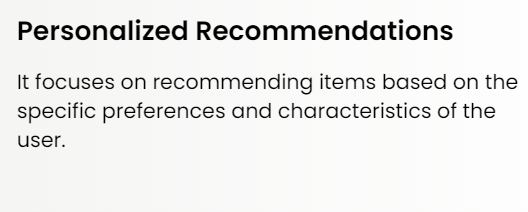 Personalized Recommendations
It focuses on recommending items based on the
specific preferences and characteristics of the
user.